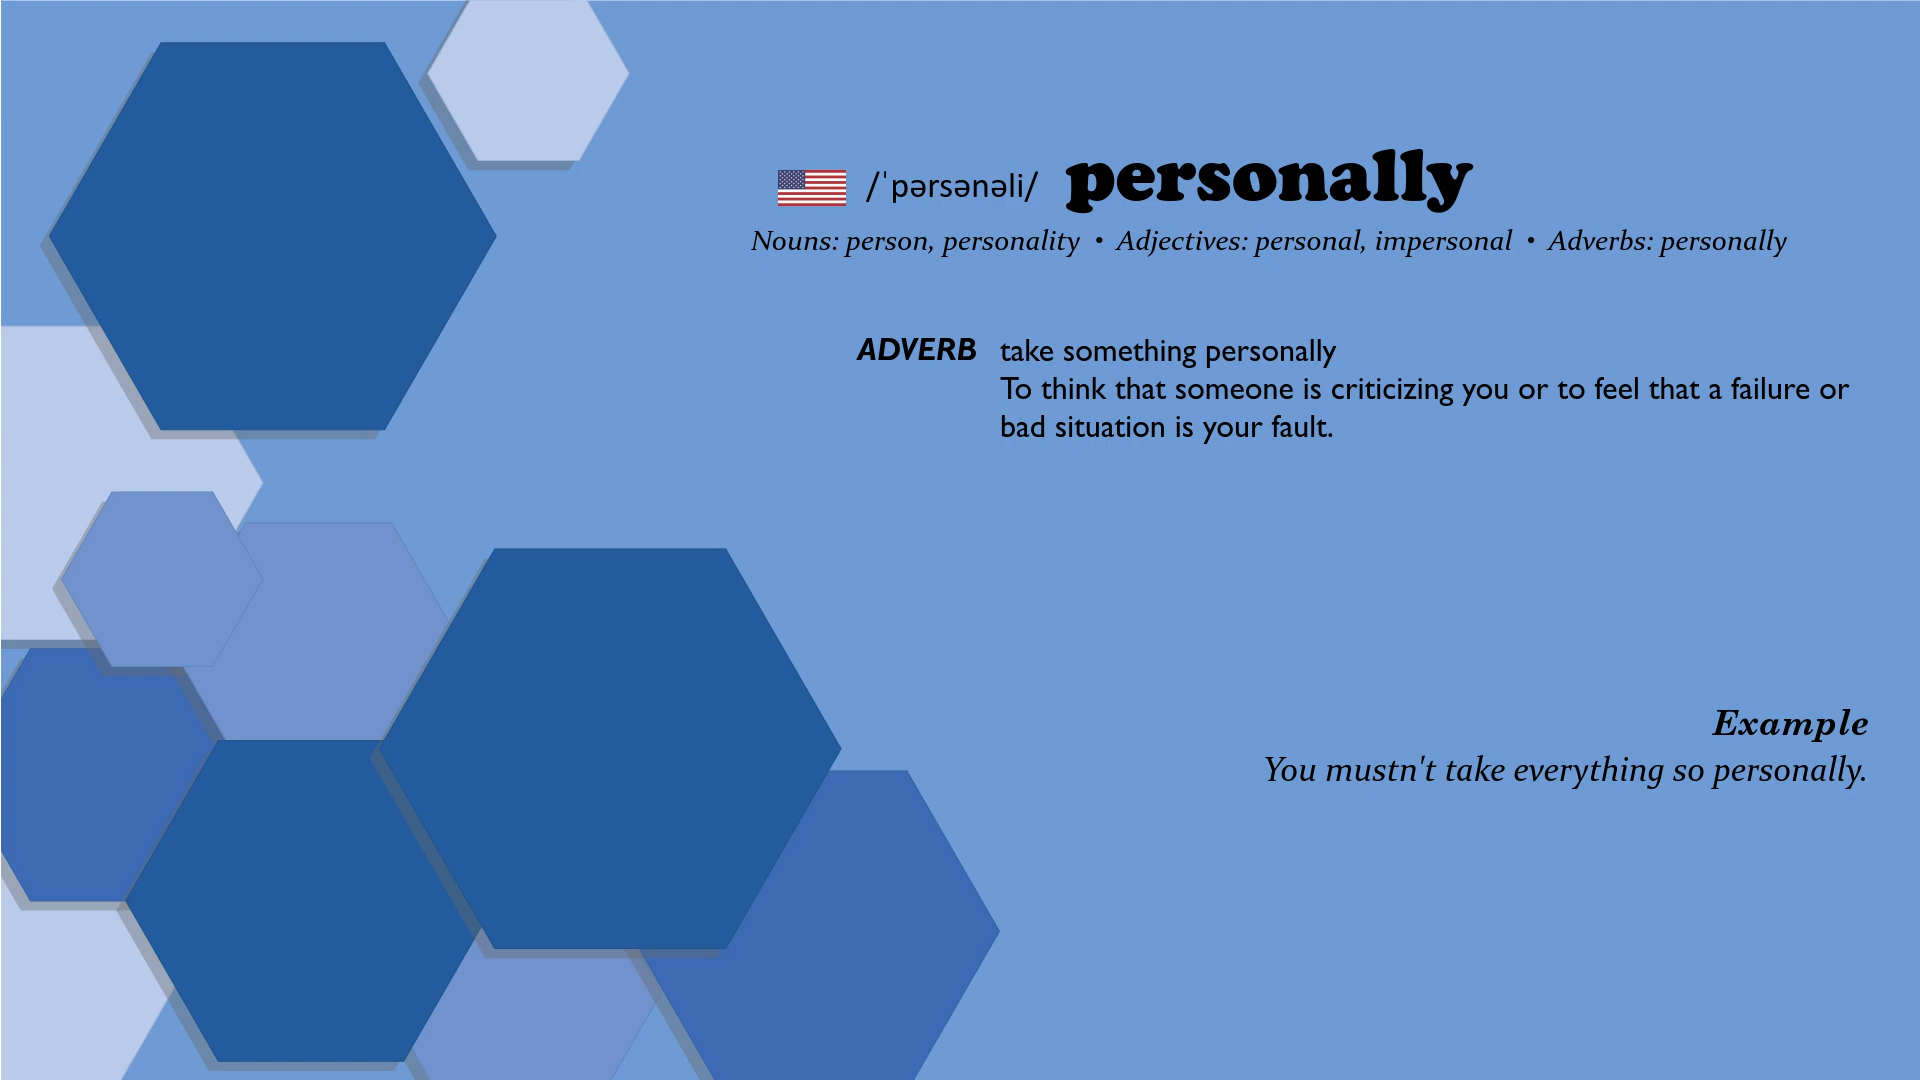 /ˈpərsənəli/ personally
Nouns: person, personality • Adjectives: personal, impersonal • Adverbs: personally
ADVERB take something personally
To think that someone is criticizing you or to feel that a failure or
bad situation is your fault.
Example
You mustn't take everything so personally.